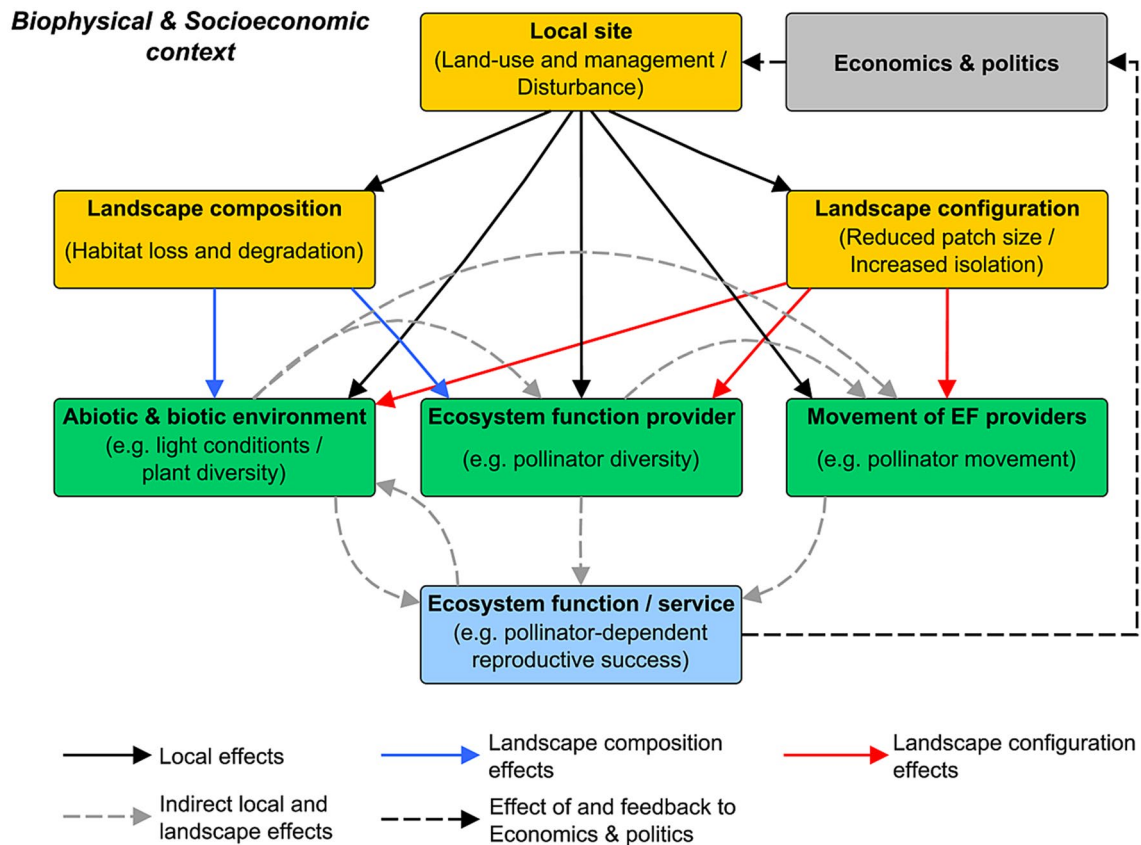 Biophysical & Socioeconomic
context
Local site
(Land-use and management /
Disturbance)
Economics & politics
Landscape composition
(Habitat loss and degradation)
Landscape configuration
(Reduced patch size /
Increased isolation)
Abiotic & biotic environment
(e.g. light conditionts /
plant diversity)
Ecosystem function provider
(e.g. pollinator diversity)
Movement of EF providers
(e.g. pollinator movement)
Ecosystem function / service
(e.g. pollinator-dependent
reproductive success)
Local effects
Landscape composition
effects
Landscape configuration
effects
Indirect local and
landscape effects
Effect of and feedback to
Economics & politics